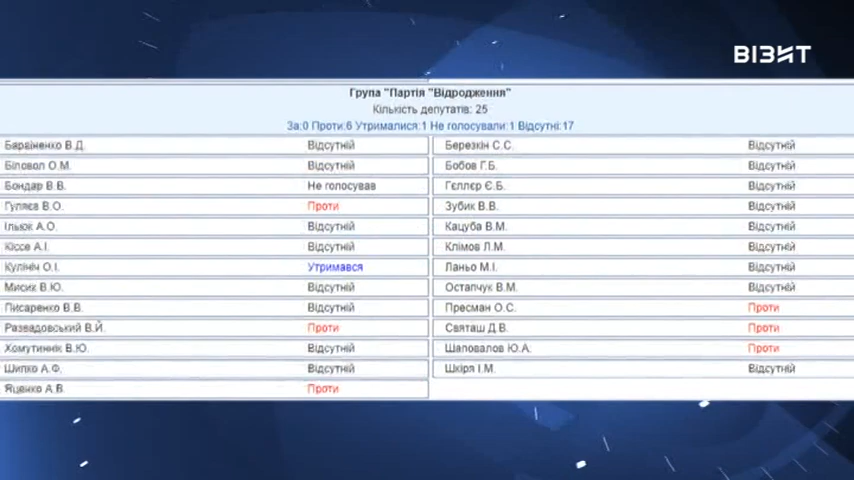 ВІЗИТ
Група "Партія "Відродження"
Кількість депутатів: 25
За:0 Проти:6 Утрималися:1 Не голосували:1 Відсутні:17
Барвіненко В.Д. Відсутній Березкін С.С. Відсутній
Біловол О.М. Відсутній Бобов Г.Б. Відсутній
Бондар В.В. Не голосував Гєллєр Є.Б. Відсутній
Гуляєв В.О. Проти Зубик В.В. Відсутній
Ільюк А.О. Відсутній Кацуба В.М. Відсутній
Кіссе А.І. Відсутній Клімов Л.М. Відсутній
Кулініч О.І. Утримався Ланьо М.І. Відсутній
Мисик В.Ю. Відсутній Остапчук В.М. Відсутній
Писаренко В.В. Відсутній Пресман О.С. Проти
Развадовський В.Й. Проти Святаш Д.В. Проти
Хомутиннік В.Ю. Відсутній Шаповалов Ю.А. Проти
Шипко А.Ф. Відсутній Шкіря І.М. Відсутній
Яценко А.В. Проти